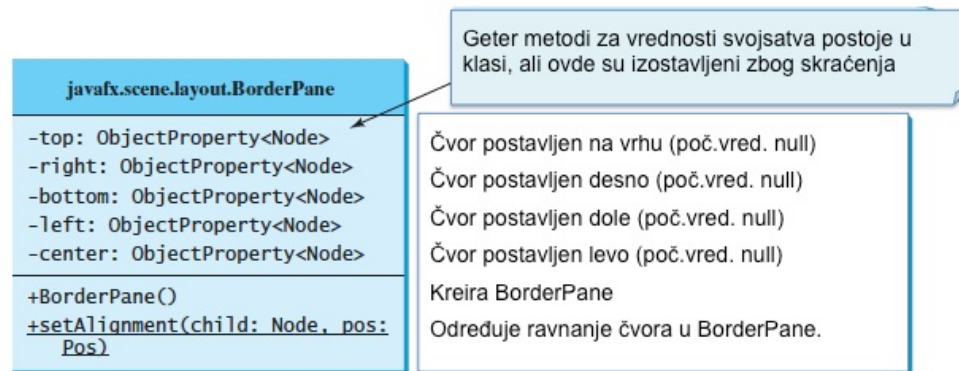 Geter metodi za vrednosti svojsatva postoje u
klasi, ali ovde su izostavljeni zbog skraćenja
javafx.scene.layout.BorderPane
-top: ObjectProperty<Node>
-right: ObjectProperty<Node>
-bottom: ObjectProperty<Node>
-left: ObjectProperty<Node>
-center: ObjectProperty<Node>
+BorderPane()
+setAlignment(child: Node, pos:
Pos)
Čvor postavljen na vrhu (poč.vred. null)
Čvor postavljen desno (poč.vred. null)
Čvor postavljen dole (poč.vred. null)
Čvor postavljen levo (poč.vred. null)
Kreira BorderPane
Određuje ravnanje čvora u BorderPane.